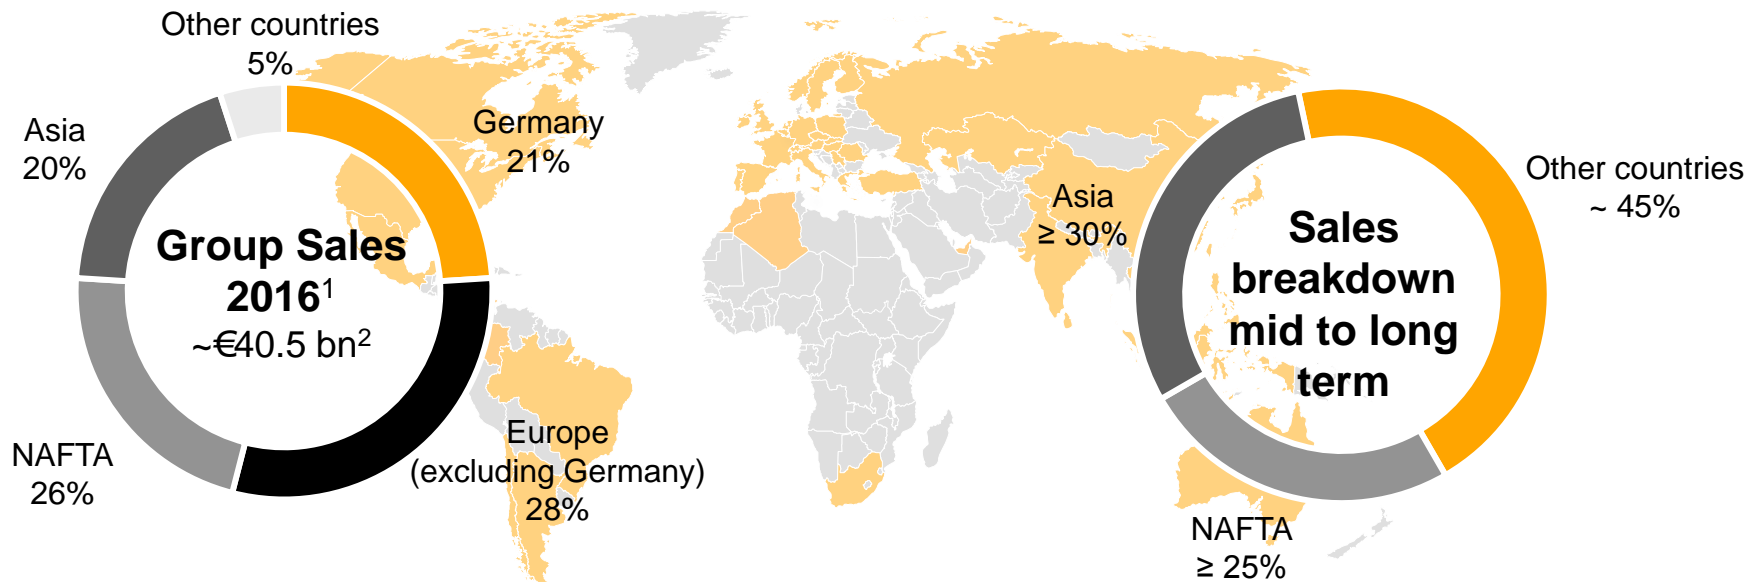 Other countries
5%
Germany
21%
Asia
20%
Group Sales
2016¹
~€40.5 bn²
NAFTA
26%
Europe
(excluding Germany)
28%
Other countries
~ 45%
Asia
≥ 30%
Sales
breakdown
mid to long
term
NAFTA
≥ 25%